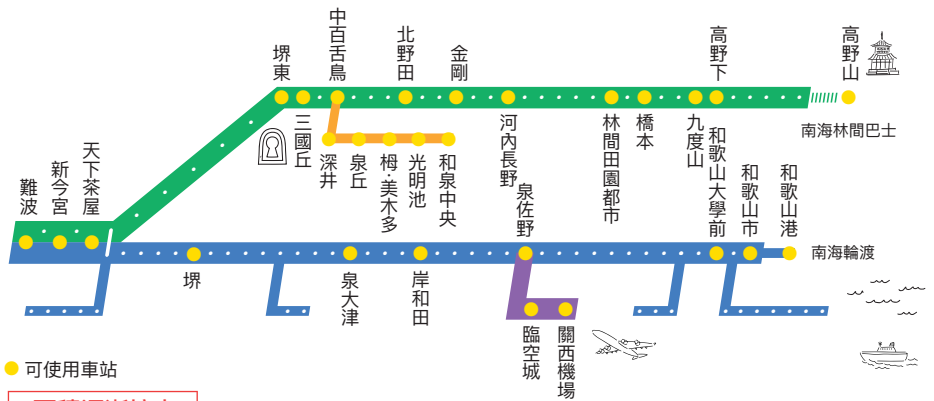 中百舌鳥
北野田
金剛
高野下
高野山
堺東
三國丘
南海林間巴士
深井
泉丘
栂·美木多
光明池
和泉中央
河內長野
林間田園都市
橋本
九度山
和歌山大學前
和歌山市
和歌山港
難波
新今宮
天下茶屋
泉佐野
南海輪渡
堺
泉大津
岸和田
臨空城
關西機場
可使用車站